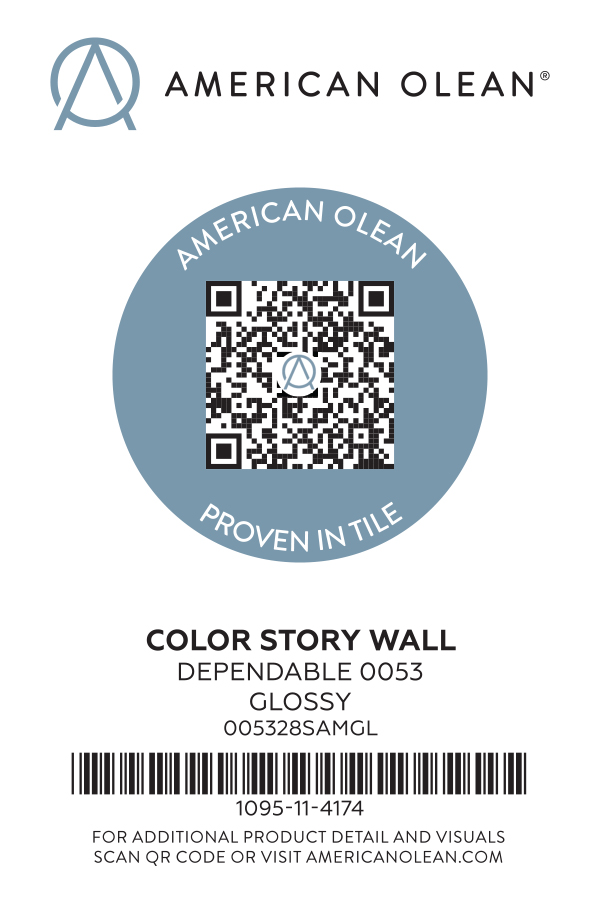 AMERICAN OLEAN®
AMERICAN OLEAN
PROVEN IN TILE
COLOR STORY WALL
DEPENDABLE 0053
GLOSSY
005328SAMGL
1095-11-4174
FOR ADDITIONAL PRODUCT DETAIL AND VISUALS
SCAN QR CODE OR VISIT AMERICANOLEAN.COM